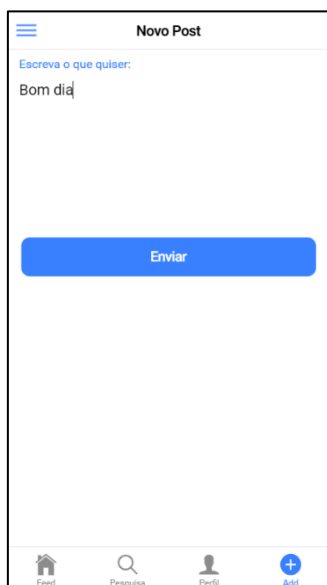 Novo Post
Escreva o que quiser:
Bom dia
Enviar
Feed Pesquisa Perfil Add